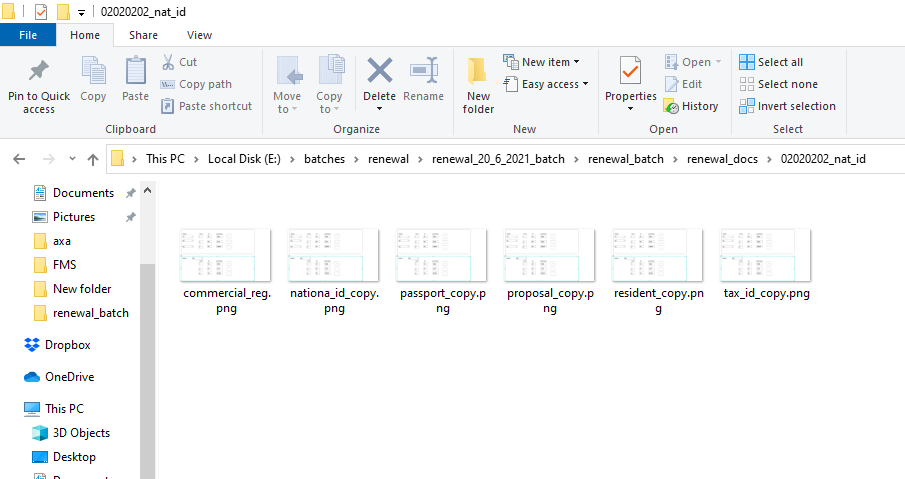 02020202_nat_id
File Home Share View
Pin to Quick access
Copy
Paste
Cut
Copy path
Paste shortcut
Clipboard
Move to
Copy to
Delete
Rename
Organize
New folder
New item
Easy access
New
Properties
Open
Edit
History
Open
Select all
Select none
Invert selection
Select
This PC > Local Disk (E:) > batches > renewal > renewal_20_6_2021_batch > renewal_batch > renewal_docs > 02020202_nat_id
Documents
Pictures
axa
FMS
New folder
renewal_batch
Dropbox
OneDrive
This PC
3D Objects
Desktop
commercial_reg.
png
nationa_id_copy.
png
passport_copy.p
ng
proposal_copy.p
ng
resident_copy.pn
g
tax_id_copy.png